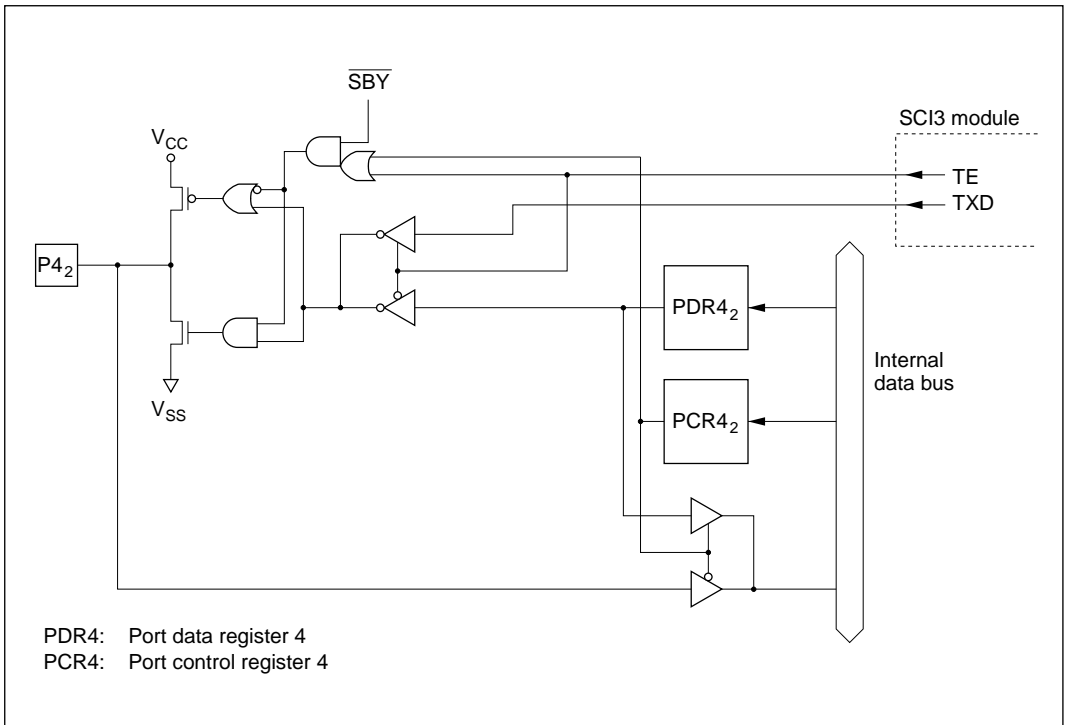 SBY
SCI3 module
VCC
TE
TXD
P42
PDR42
Internal
data bus
PCR42
VSS
PDR4: Port data register 4
PCR4: Port control register 4